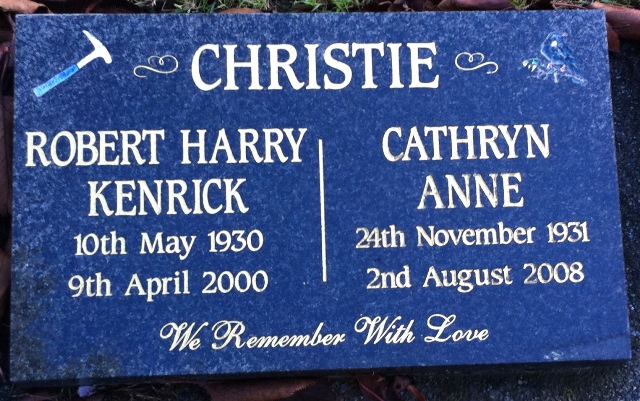 CHRISTIE
ROBERT HARRY
KENRICK
10th May 1930
9th April 2000
CATHRYN
ANNE
24th November 1931
2nd August 2008
We Remember With Love